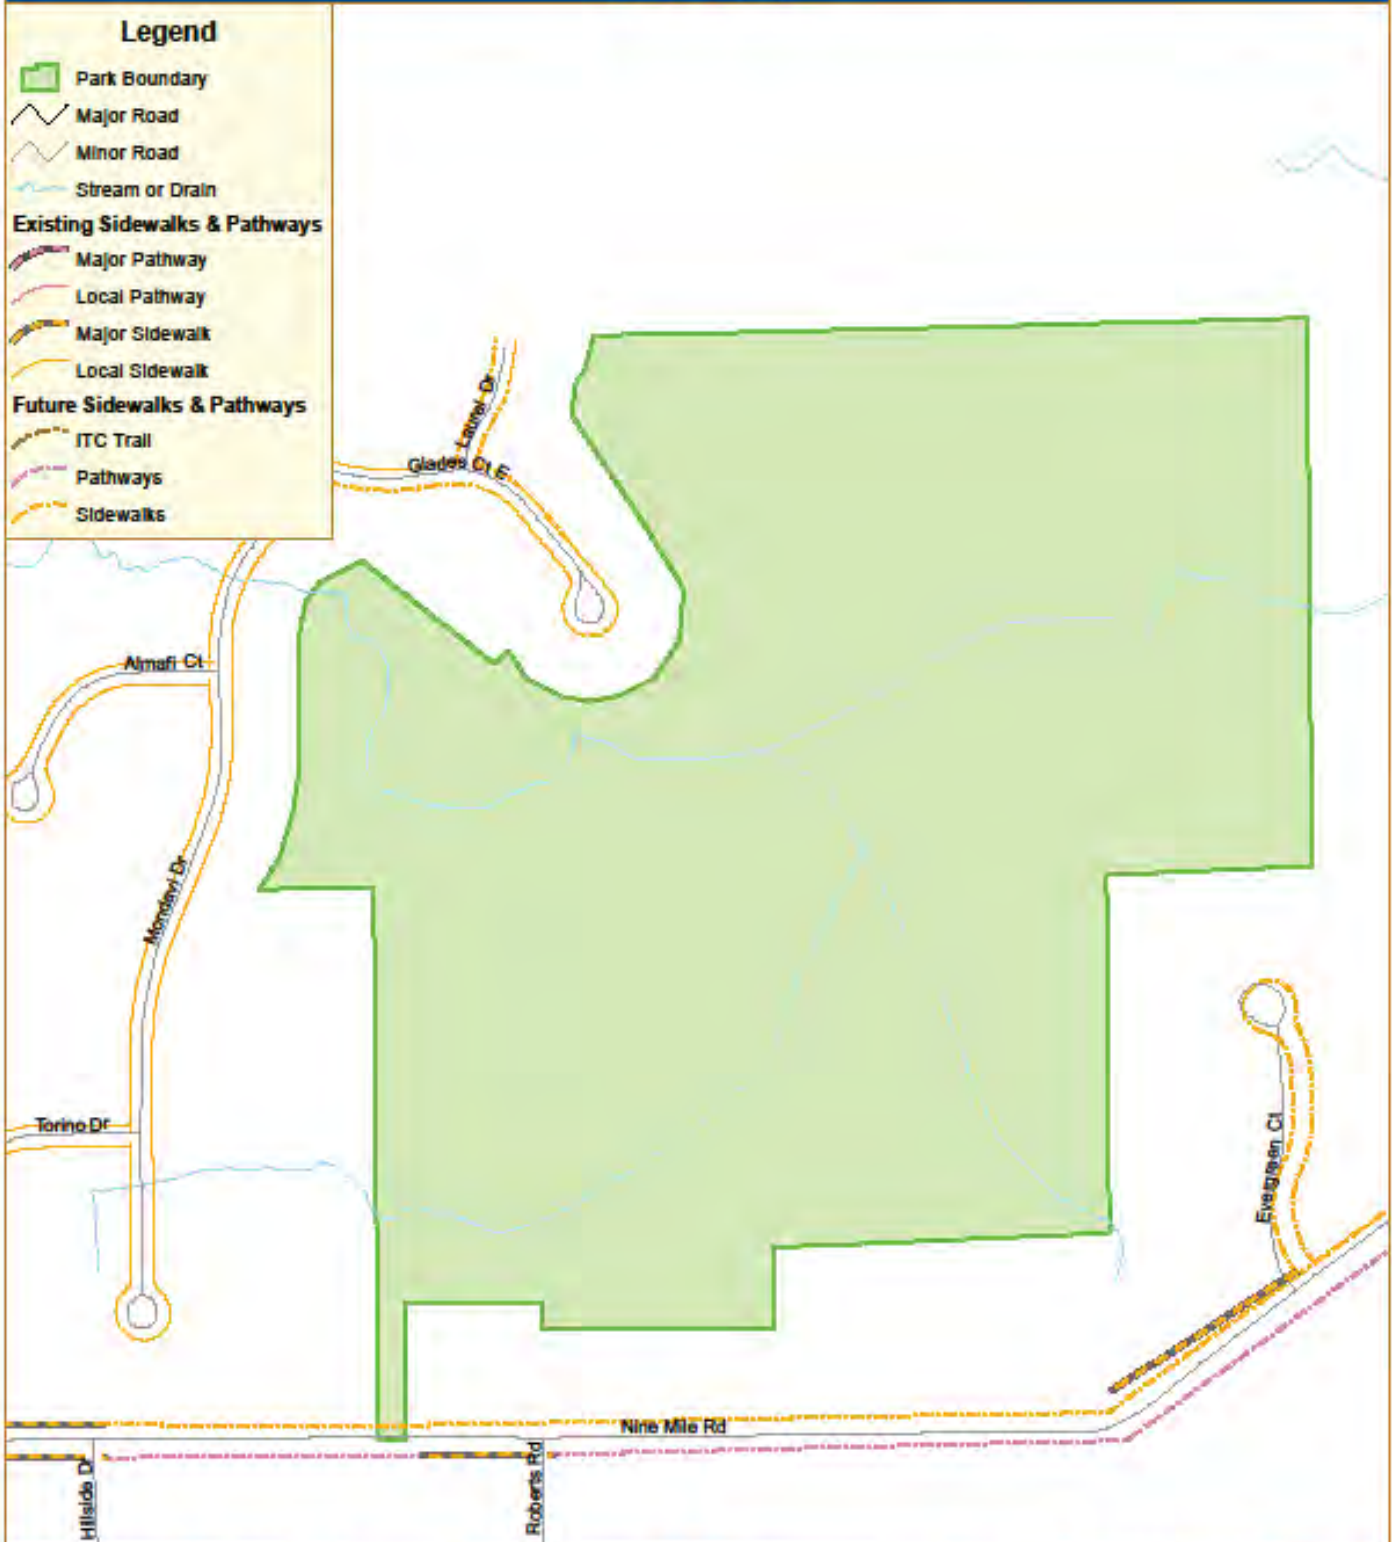 Legend
Park Boundary
Major Road
Minor Road
Stream or Drain
Existing Sidewalks & Pathways
Major Pathway
Local Pathway
Major Sidewalk
Local Sidewalk
Future Sidewalks & Pathways
ITC Trail
Pathways
Sidewalks
Laurel Dr
Glades Ct E
Almafi Ct
Mondavi Dr
Torino Dr
Evergreen Ct
Nine Mile Rd
Hillside Dr
Roberts Rd